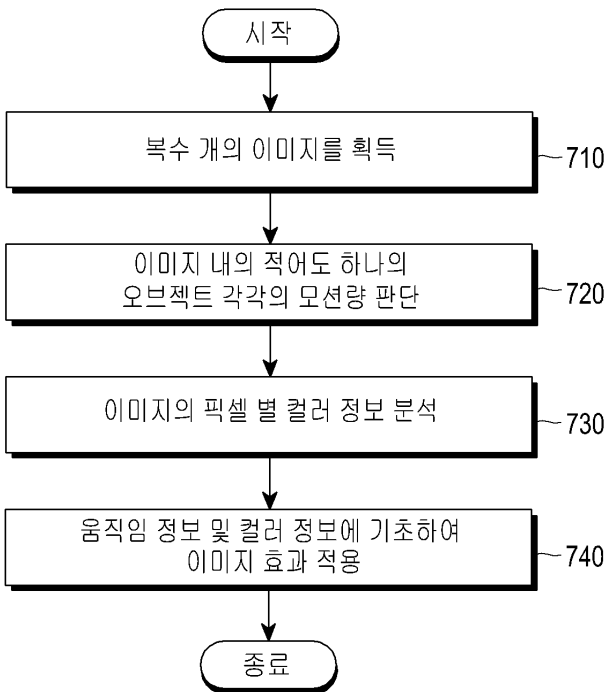 시작
복수 개의 이미지를 획득
710
이미지 내의 적어도 하나의
오브젝트 각각의 모션량 판단
720
이미지의 픽셀 별 컬러 정보 분석
730
움직임 정보 및 컬러 정보에 기초하여
이미지 효과 적용
740
종료